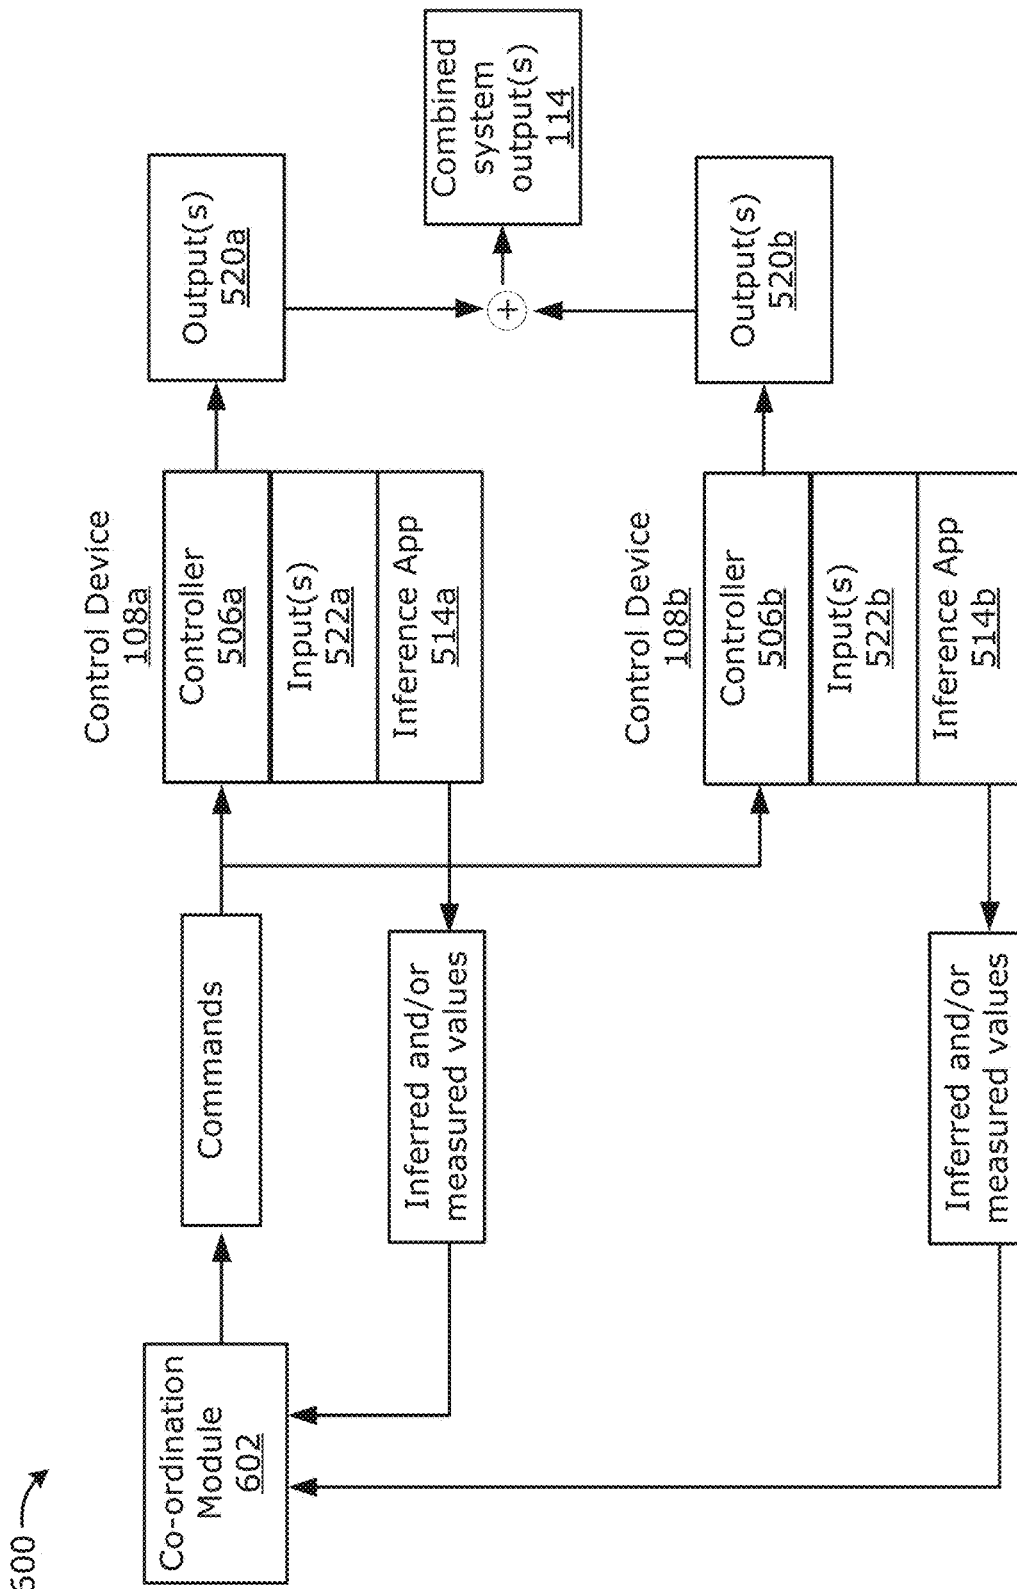 600
Co-ordination
Module
602
Commands
Inferred and/or
measured values
Inferred and/or
measured values
Control Device
108a
Controller
506a
Input(s)
522a
Inference App
514a
Control Device
108b
Controller
506b
Input(s)
522b
Inference App
514b
Output(s)
520a
+
Output(s)
520b
Combined
system
output(s)
114